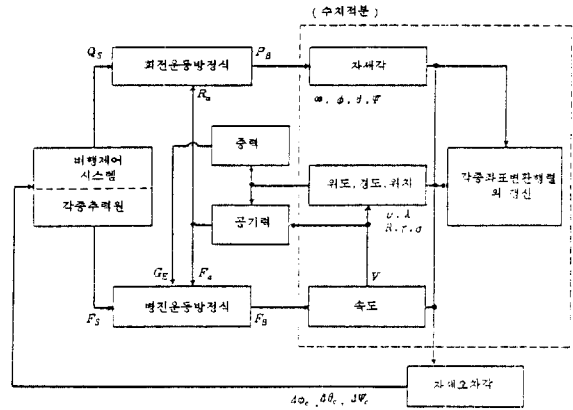 ( 수치적분 )
Q_S
회전운동방정식
P_B
자세각
φ, θ, Ψ
R_a
중력
비행제어
시스템
각종추력원
위도, 경도, 위치
각종좌표변환행렬
의 갱신
공기력
υ, λ
R, r, σ
G_E
F_a
V
F_S
병진운동방정식
F_B
속도
자세오차각
Δφ_c, Δθ_c, ΔΨ_c